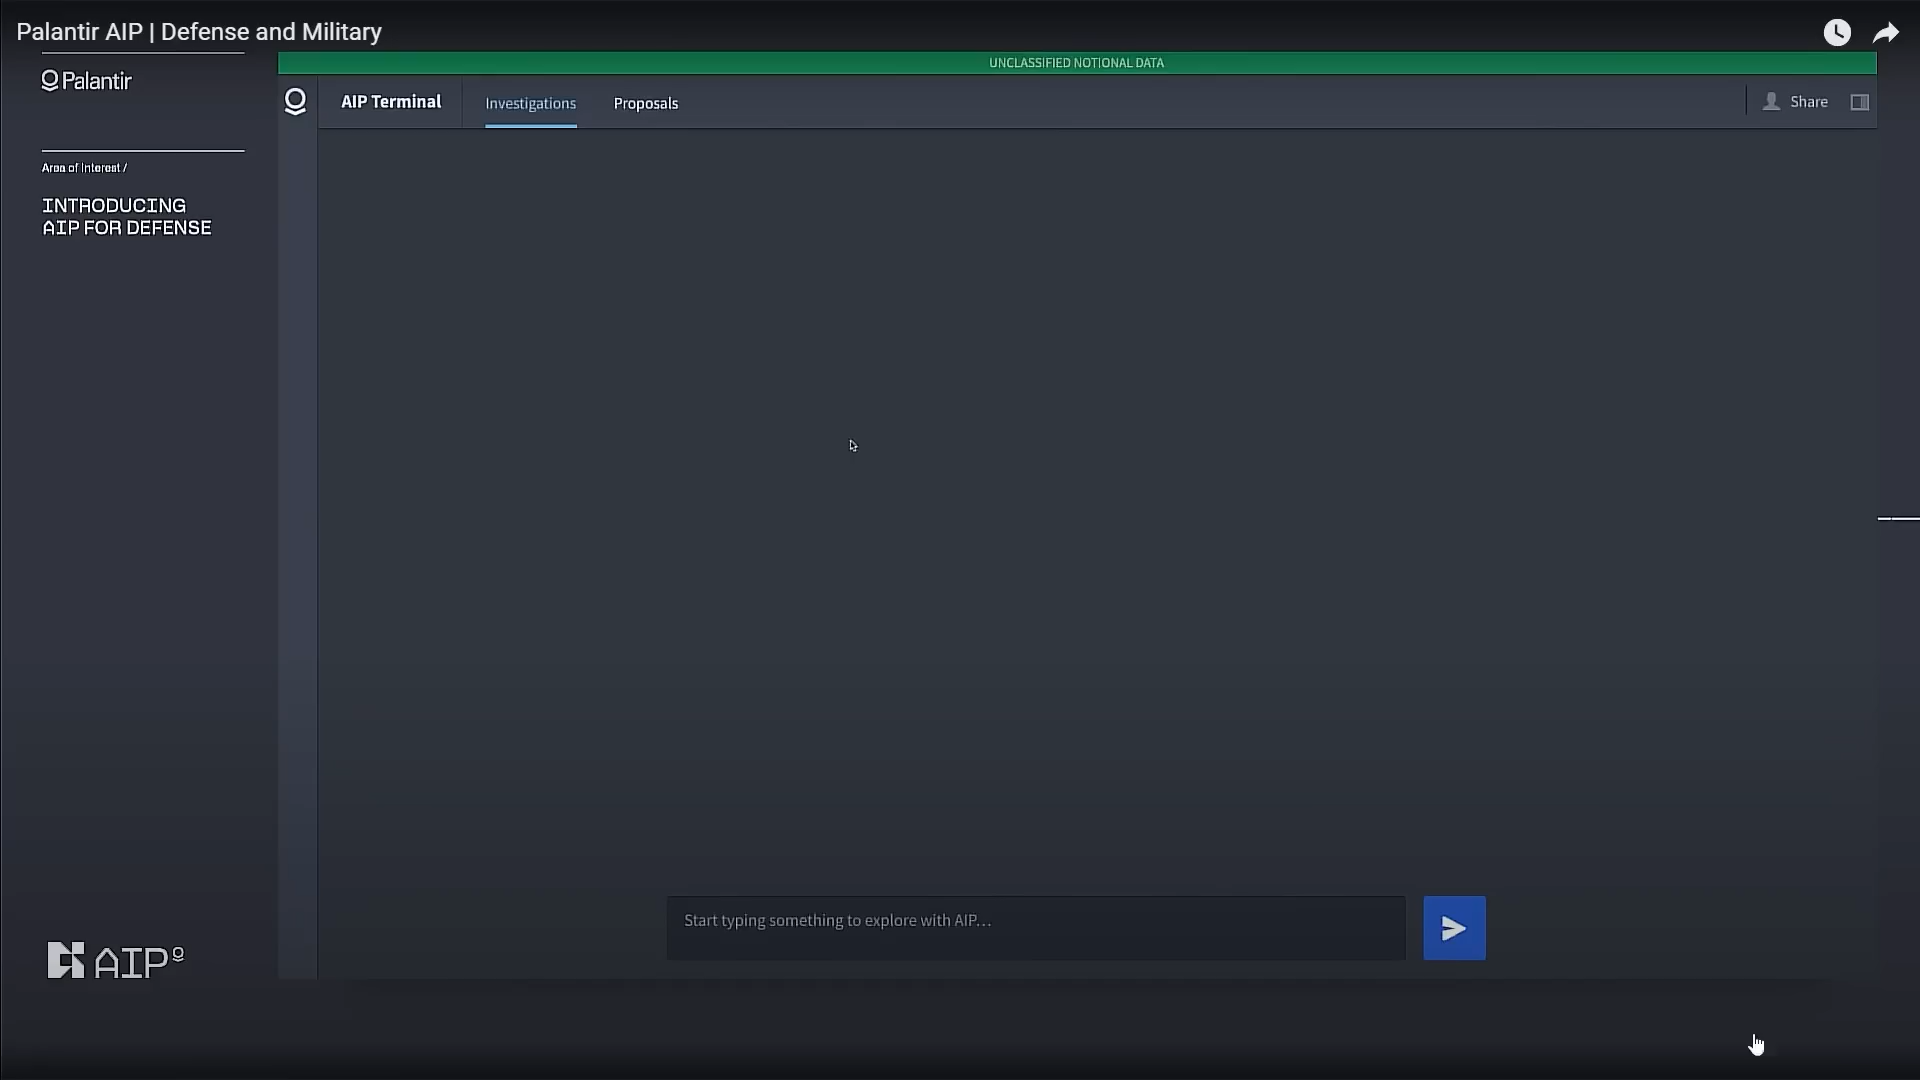 Palantir AIP | Defense and Military
Palantir
UNCLASSIFIED NOTIONAL DATA
AIP Terminal
Investigations
Proposals
Share
Area of Interest /
INTRODUCING
AIP FOR DEFENSE
Start typing something to explore with AIP...
AIP